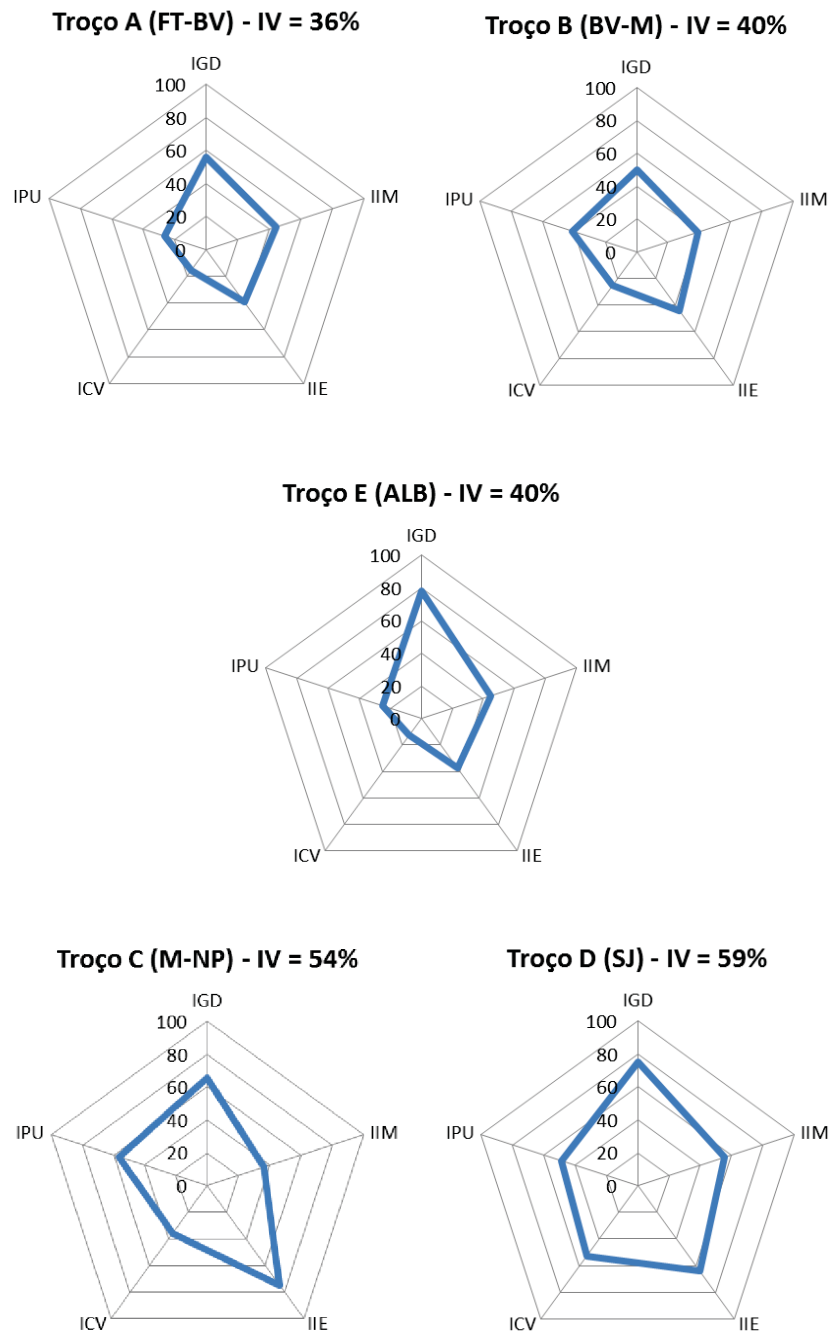 Troço A (FT-BV) - IV = 36%
IGD
100
80
60
40
20
0
IPU
IIM
ICV
IIE
Troço B (BV-M) - IV = 40%
IGD
100
80
60
40
20
0
IPU
IIM
ICV
IIE
Troço E (ALB) - IV = 40%
IGD
100
80
60
40
20
0
IPU
IIM
ICV
IIE
Troço C (M-NP) - IV = 54%
IGD
100
80
60
40
20
0
IPU
IIM
ICV
IIE
Troço D (SJ) - IV = 59%
IGD
100
80
60
40
20
0
IPU
IIM
ICV
IIE